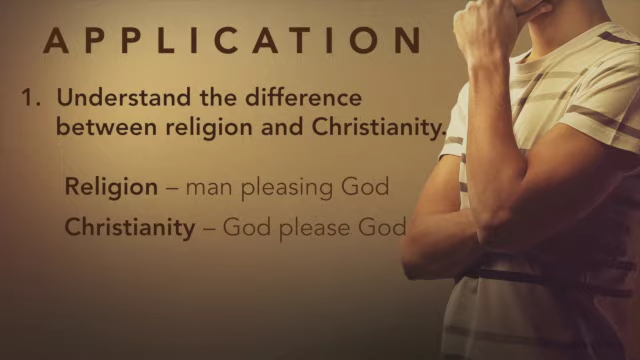 APPLICATION
1. Understand the difference
between religion and Christianity.
Religion – man pleasing God
Christianity – God please God